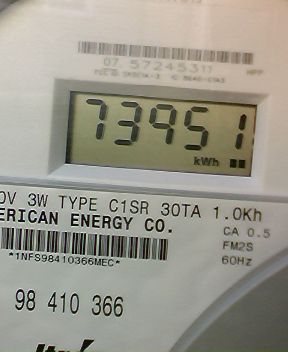 07 57245311
HPF
73951
kWh
0V 3W TYPE C1SR 30TA 1.0Kh
ERICAN ENERGY CO.
CA 0.5
FM2S
60Hz
*1NFS98410366MEC*
98 410 366